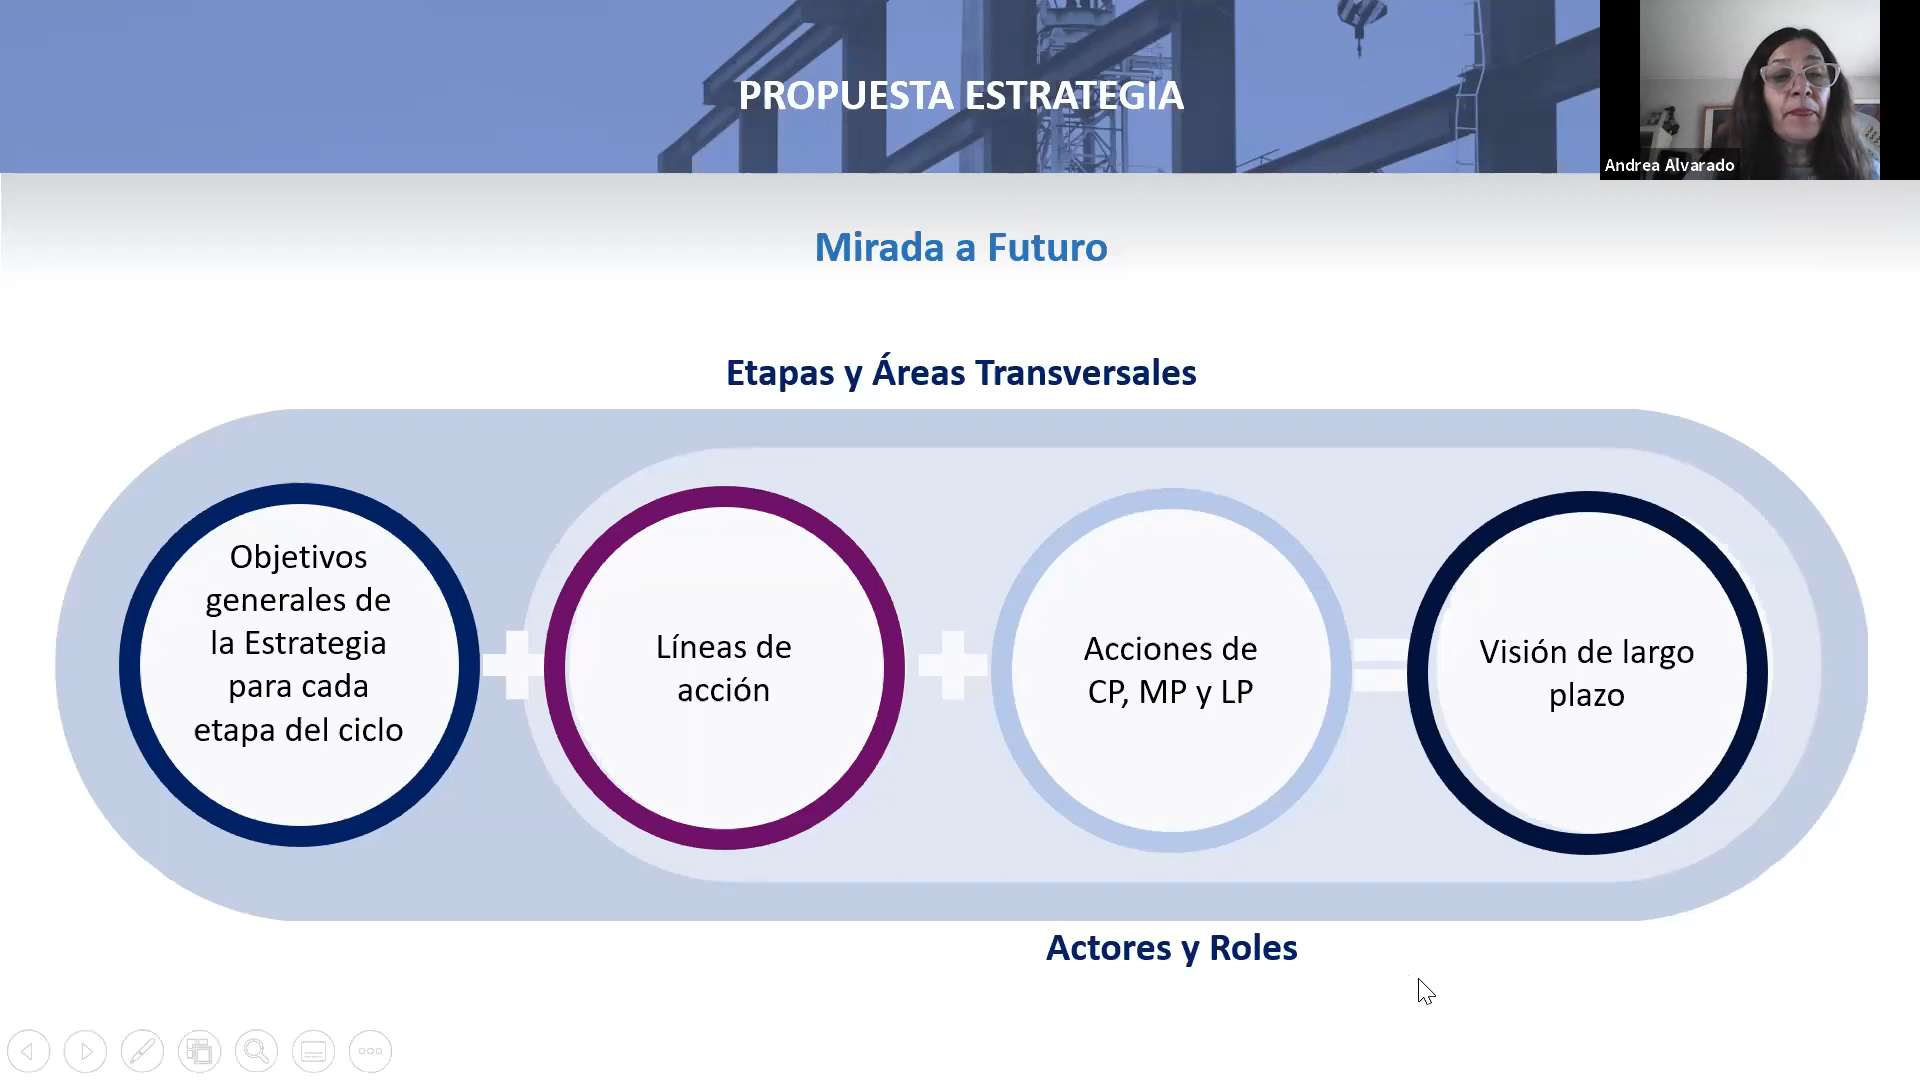 PROPUESTA ESTRATEGIA
Andrea Alvarado
Mirada a Futuro
Etapas y Áreas Transversales
Objetivos
generales de
la Estrategia
para cada
etapa del ciclo
Líneas de
acción
Acciones de
CP, MP y LP
Visión de largo
plazo
Actores y Roles